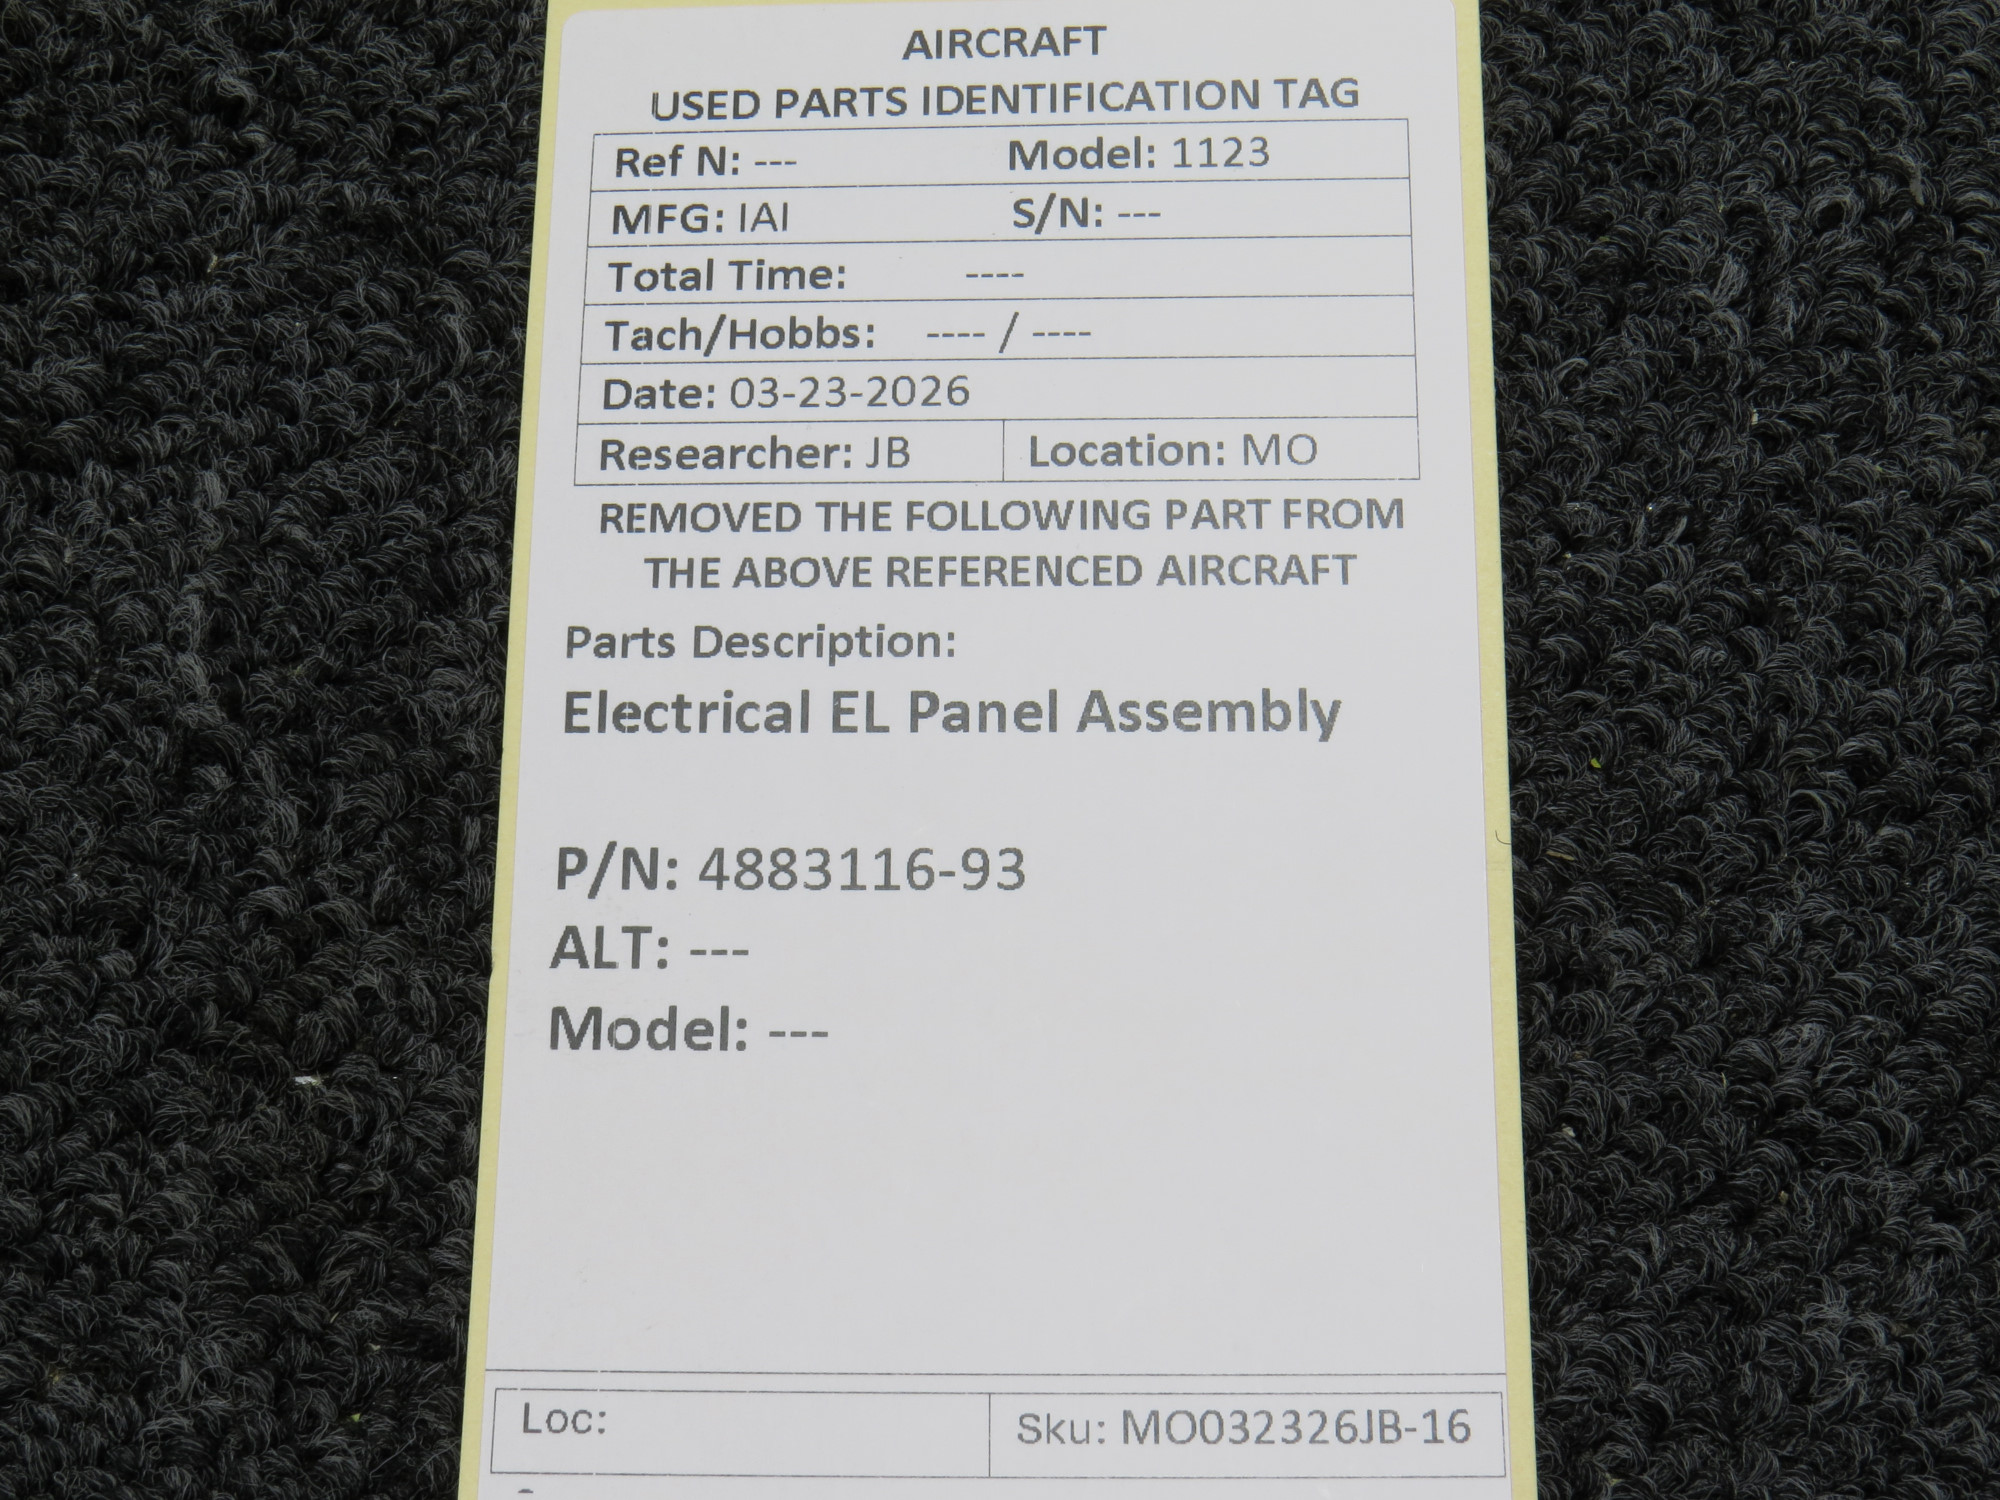 AIRCRAFT
USED PARTS IDENTIFICATION TAG
Ref N: --- Model: 1123
MFG: IAI S/N: ---
Total Time: ----
Tach/Hobbs: ---- / ----
Date: 03-23-2026
Researcher: JB Location: MO
REMOVED THE FOLLOWING PART FROM
THE ABOVE REFERENCED AIRCRAFT
Parts Description:
Electrical EL Panel Assembly
P/N: 4883116-93
ALT: ---
Model: ---
Loc: Sku: MO032326JB-16